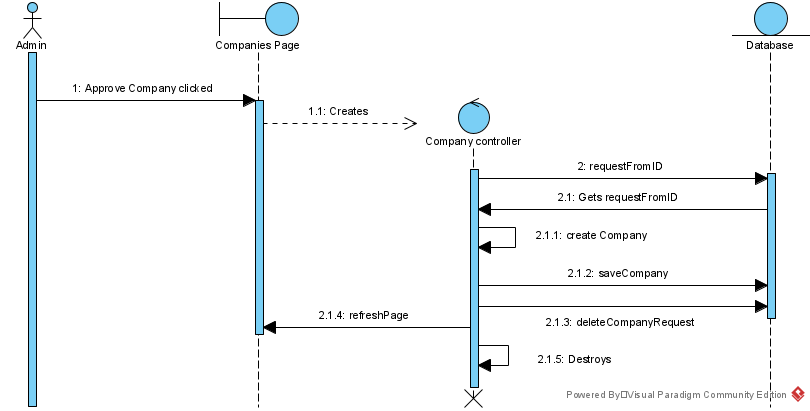 Admin
Companies Page
Database
1: Approve Company clicked
1.1: Creates
Company controller
2: requestFromID
2.1: Gets requestFromID
2.1.1: create Company
2.1.2: saveCompany
2.1.4: refreshPage
2.1.3: deleteCompanyRequest
2.1.5: Destroys
Powered By Visual Paradigm Community Edition